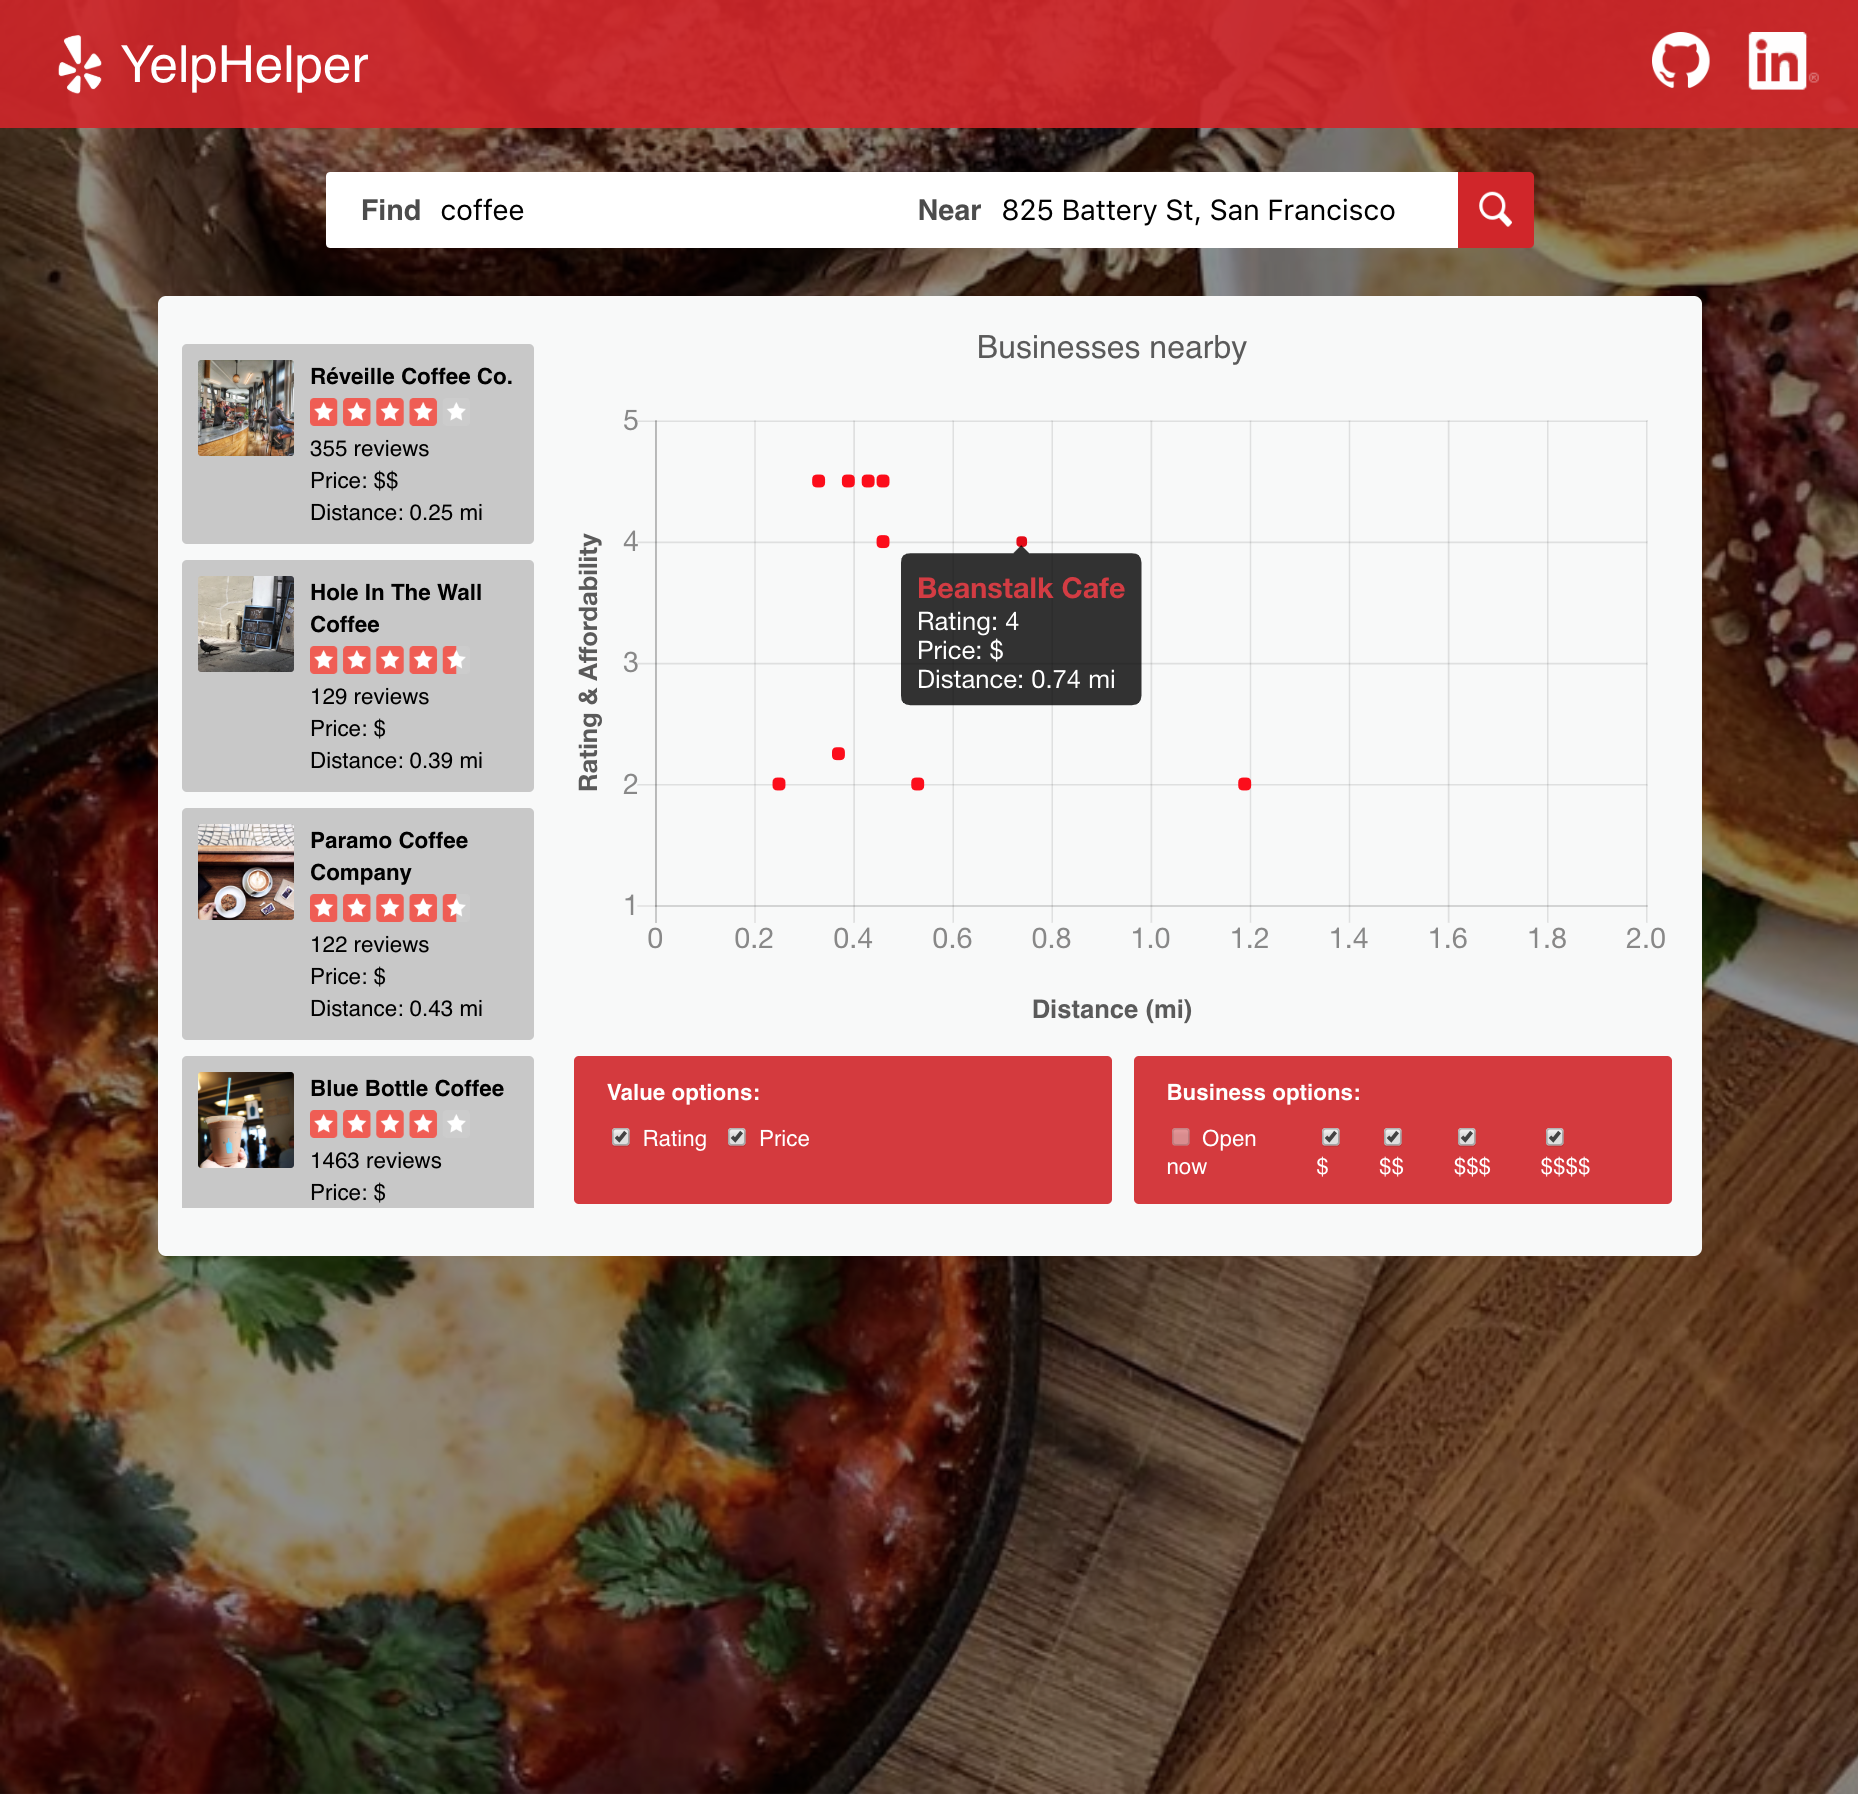 YelpHelper
in®
Find coffee Near 825 Battery St, San Francisco
Réveille Coffee Co.
355 reviews
Price: $$
Distance: 0.25 mi
Hole In The Wall
Coffee
129 reviews
Price: $
Distance: 0.39 mi
Paramo Coffee
Company
122 reviews
Price: $
Distance: 0.43 mi
Blue Bottle Coffee
1463 reviews
Price: $
Businesses nearby
Rating & Affordability
5
4
3
2
1
Beanstalk Cafe
Rating: 4
Price: $
Distance: 0.74 mi
0 0.2 0.4 0.6 0.8 1.0 1.2 1.4 1.6 1.8 2.0
Distance (mi)
Value options:
Rating Price
Business options:
Open now
$ $$ $$$ $$$$